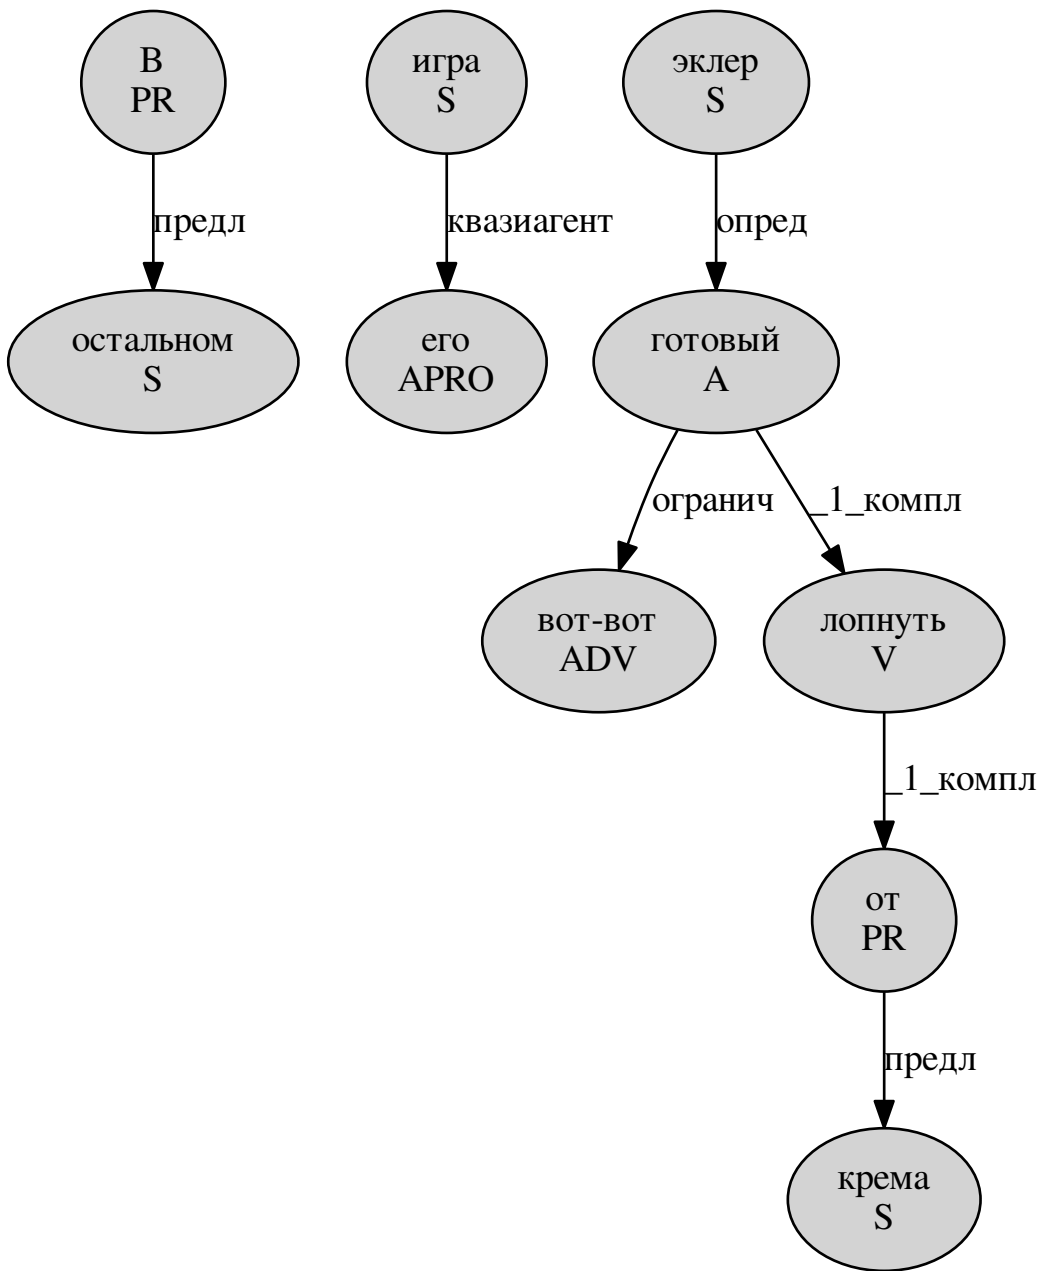 В
PR
игра
S
эклер
S
предл
квазиагент
опред
остальном
S
его
APRO
готовый
A
огранич
_1_компл
вот-вот
ADV
лопнуть
V
_1_компл
от
PR
предл
крема
S